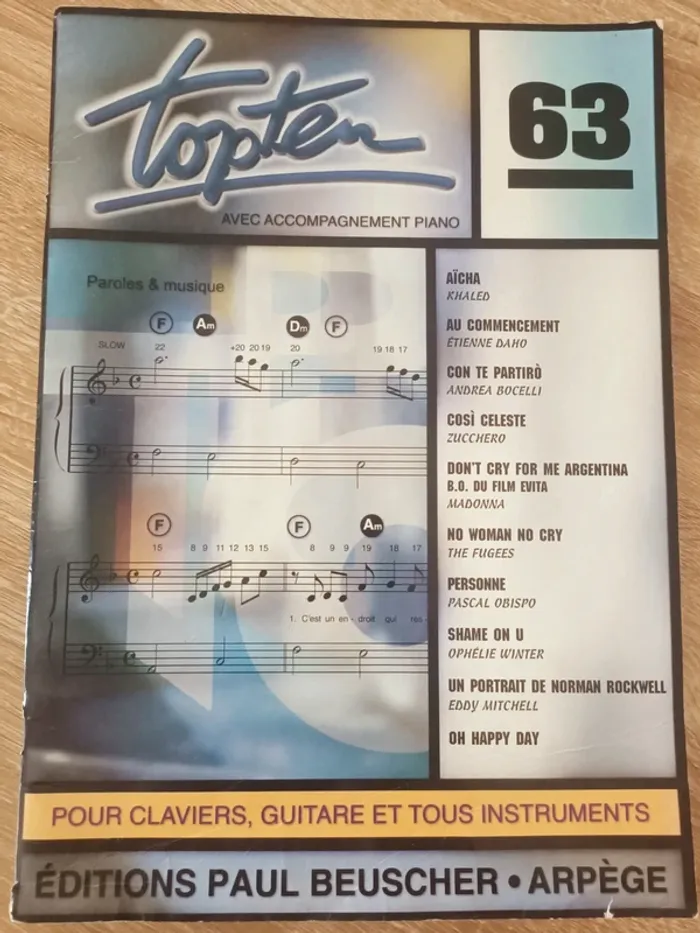 topten
63
AVEC ACCOMPAGNEMENT PIANO
Paroles & musique
F Am Dm F
SLOW 22 +20 20 19 20 19 18 17
F F Am
15 8 9 11 12 13 15 8 9 9 19 18 17
1. C'est un en - droit qui res -
AÏCHA
KHALED
AU COMMENCEMENT
ÉTIENNE DAHO
CON TE PARTIRÒ
ANDREA BOCELLI
COSÌ CELESTE
ZUCCHERO
DON'T CRY FOR ME ARGENTINA
B.O. DU FILM EVITA
MADONNA
NO WOMAN NO CRY
THE FUGEES
PERSONNE
PASCAL OBISPO
SHAME ON U
OPHÉLIE WINTER
UN PORTRAIT DE NORMAN ROCKWELL
EDDY MITCHELL
OH HAPPY DAY
POUR CLAVIERS, GUITARE ET TOUS INSTRUMENTS
ÉDITIONS PAUL BEUSCHER • ARPÈGE